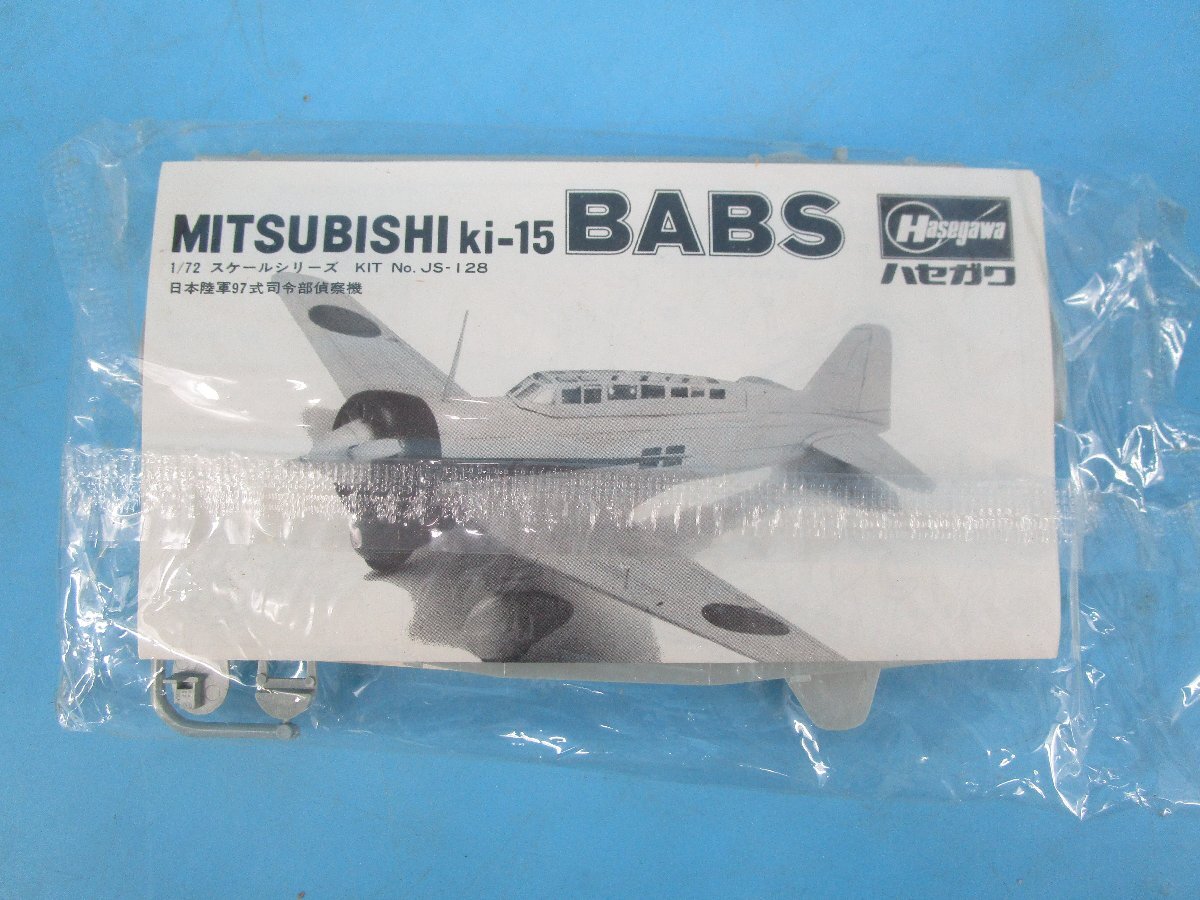 MITSUBISHI ki-15 BABS
1/72 スケールシリーズ KIT No. JS-128
日本陸軍97式司令部偵察機
Hasegawa
ハセガワ